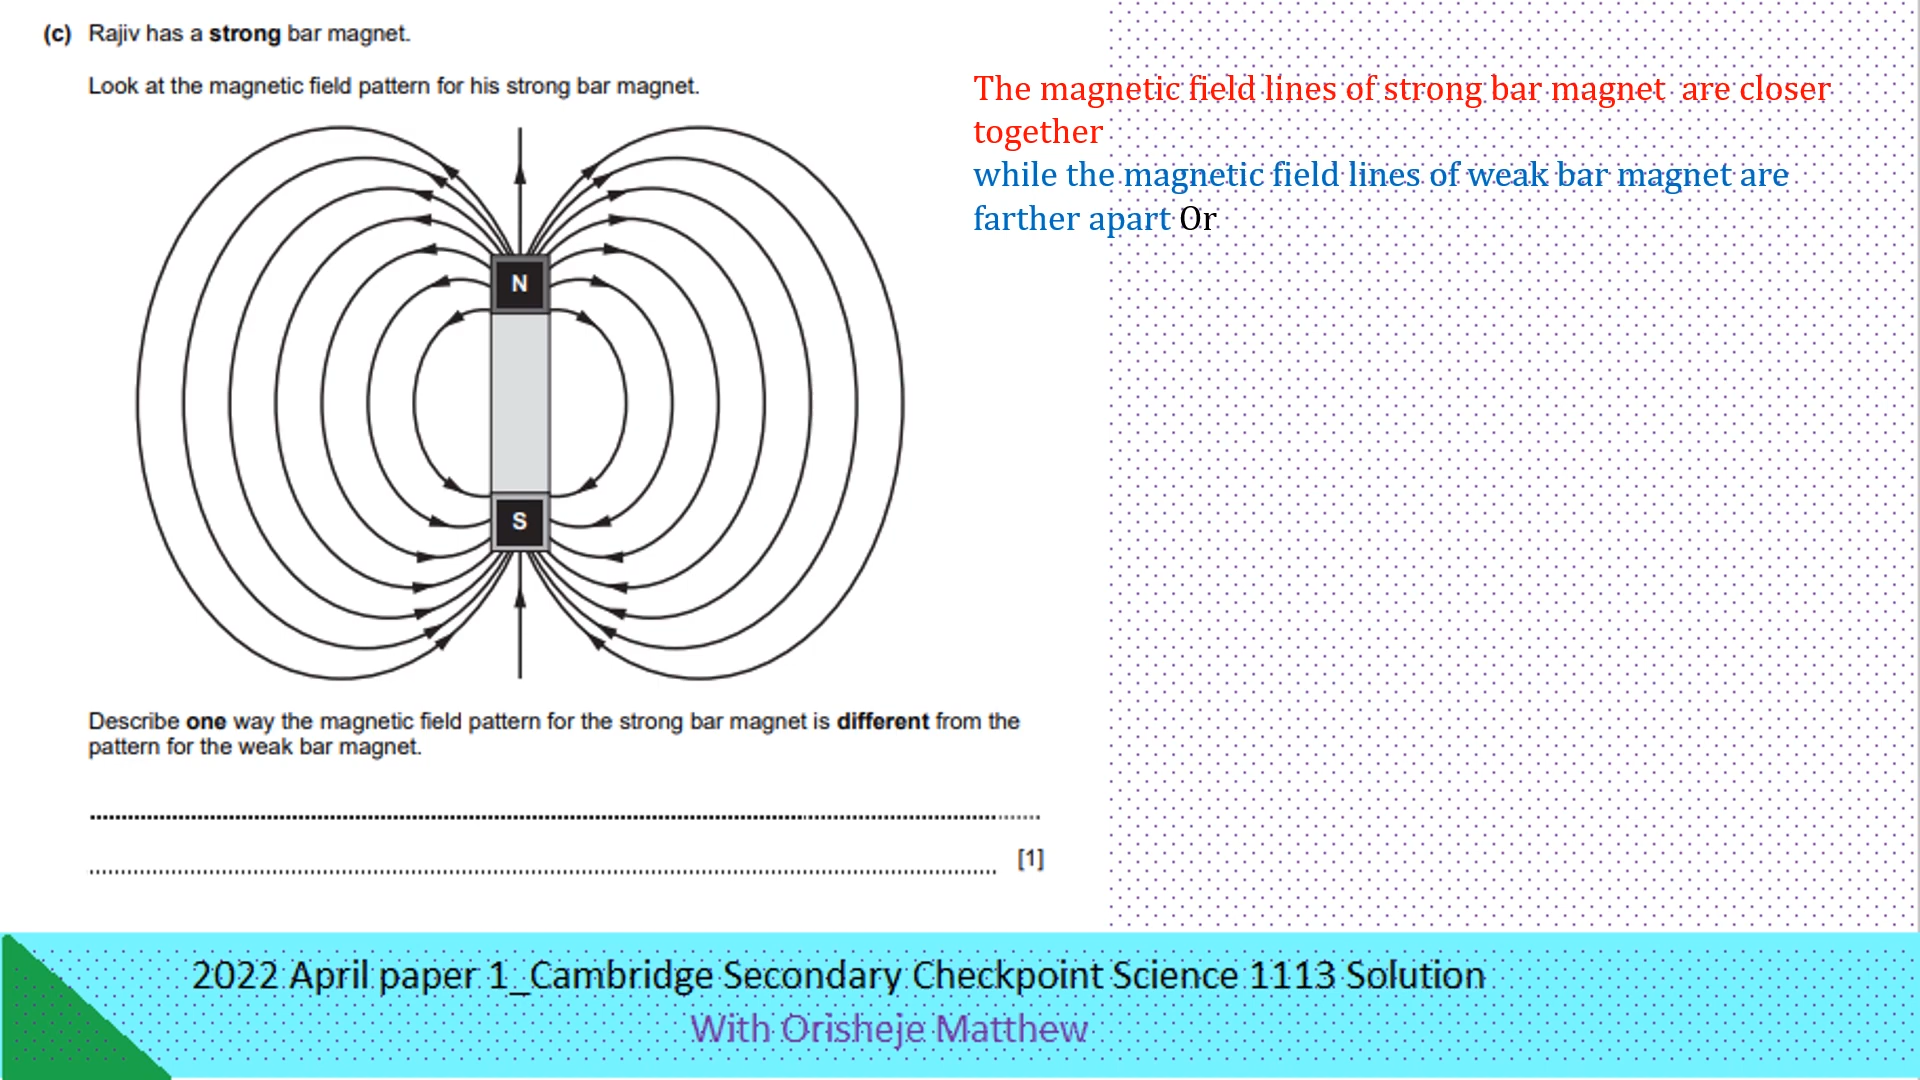 (c) Rajiv has a strong bar magnet.
Look at the magnetic field pattern for his strong bar magnet.
The magnetic field lines of strong bar magnet are closer
together
while the magnetic field lines of weak bar magnet are
farther apart Or
N
S
Describe one way the magnetic field pattern for the strong bar magnet is different from the
pattern for the weak bar magnet.
[1]
2022 April paper 1_Cambridge Secondary Checkpoint Science 1113 Solution
With Orisheje Matthew